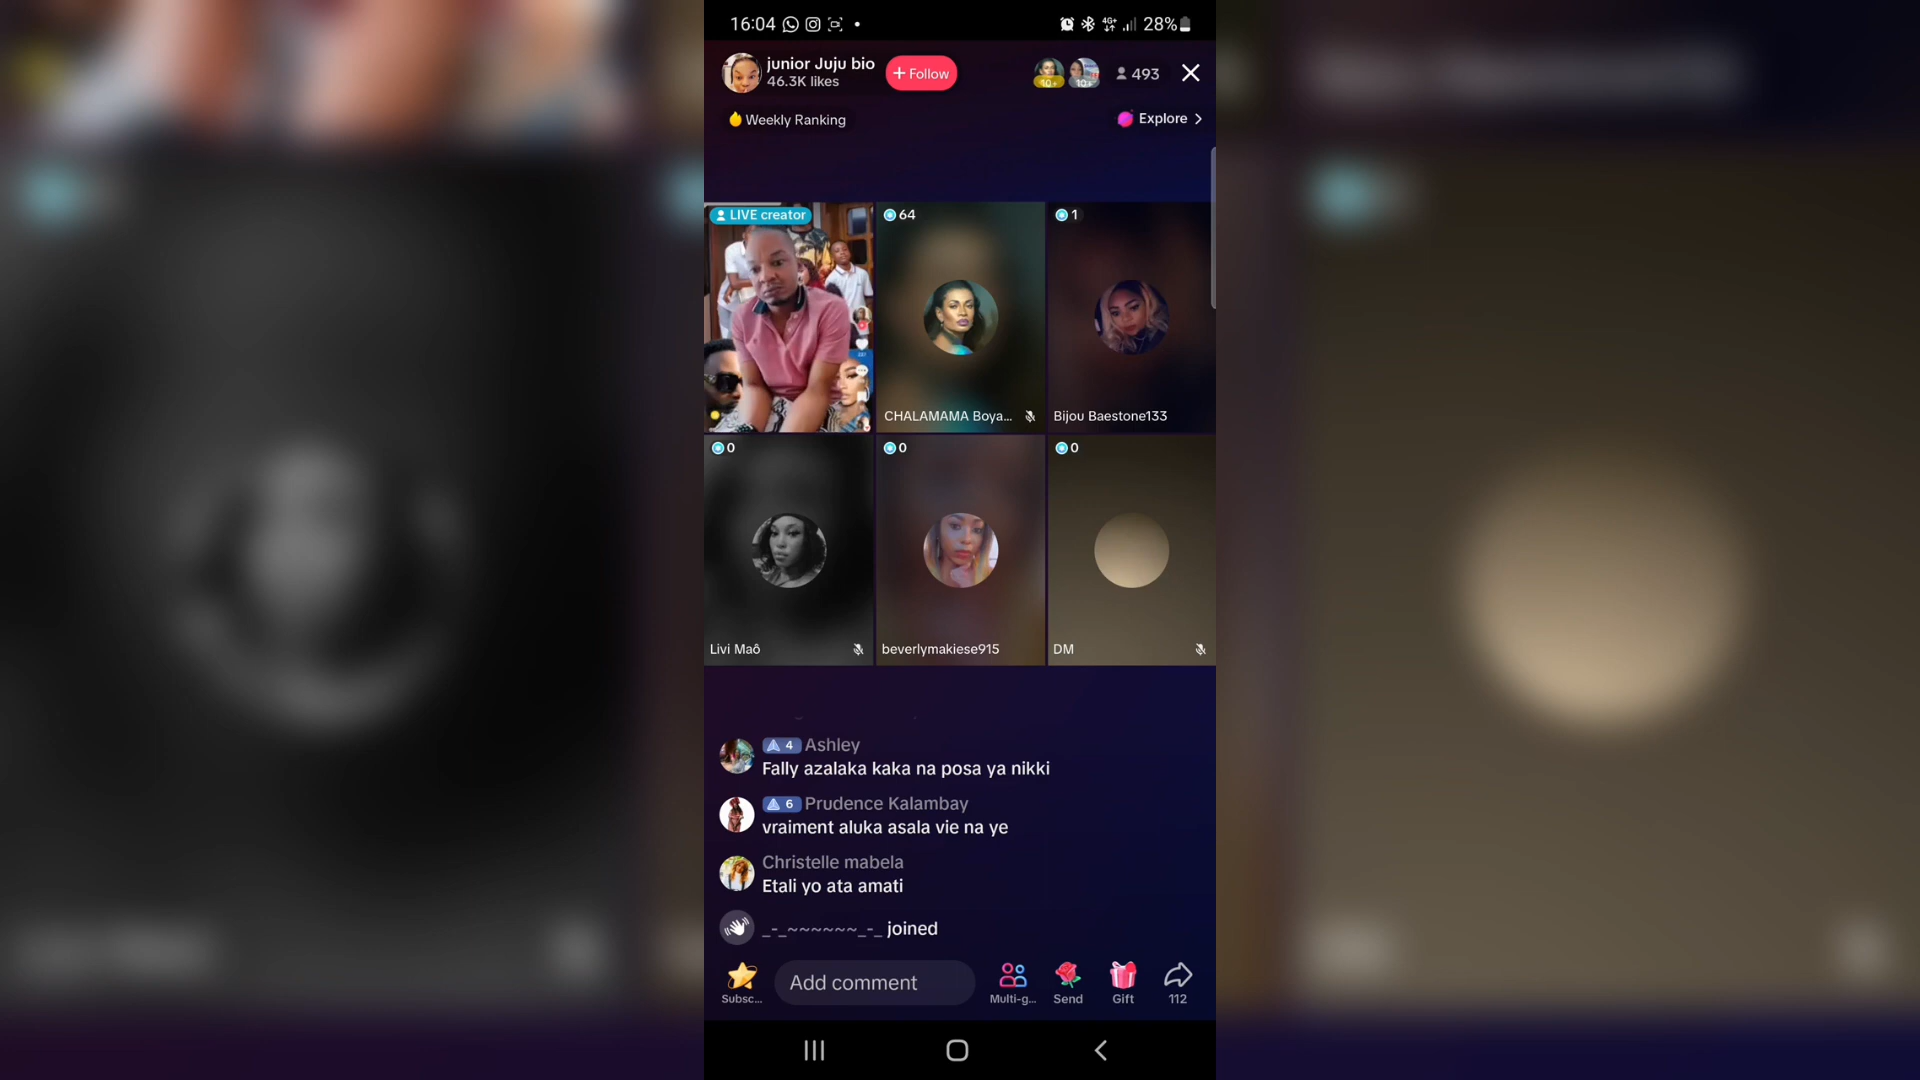 16:04
28%
junior Juju bio
46.3K likes
+ Follow
10+
10+
493
Weekly Ranking
Explore >
LIVE creator
64
1
CHALAMAMA Boya...
Bijou Baestone133
0
0
0
Livi Maô
beverlymakiese915
DM
4 Ashley
Fally azalaka kaka na posa ya nikki
6 Prudence Kalambay
vraiment aluka asala vie na ye
Christelle mabela
Etali yo ata amati
_-_~~~~~~_-_ joined
Subsc...
Add comment
Multi-g...
Send
Gift
112